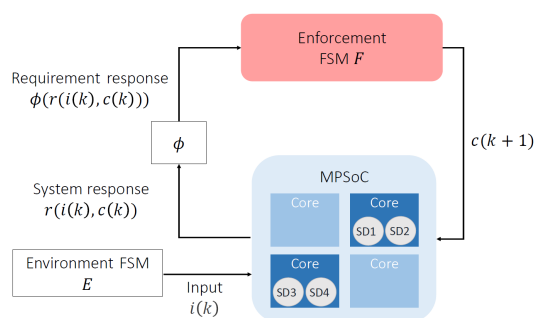 Enforcement
FSM F
Requirement response
ϕ(r(i(k), c(k)))
ϕ
c(k + 1)
System response
r(i(k), c(k))
MPSoC
Core
Core
SD1
SD2
Core
Core
SD3
SD4
Environment FSM
E
Input
i(k)